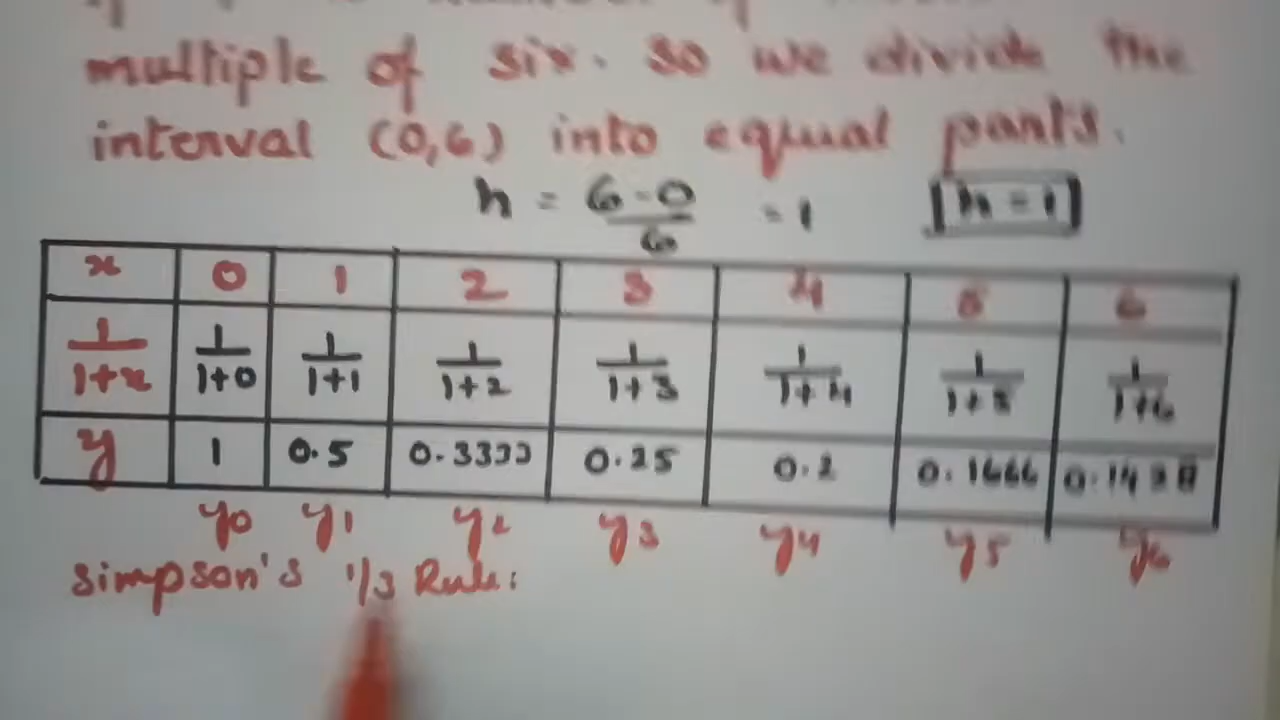 multiple of six. so we divide the
interval (0,6) into equal parts.
h = 6-0/6 = 1 h = 1
x 0 1 2 3 4 5 6
1/1+x 1/1+0 1/1+1 1/1+2 1/1+3 1/1+4 1/1+5 1/1+6
y 1 0.5 0.3333 0.25 0.2 0.1666 0.1428
y0 y1 y2 y3 y4 y5 y6
Simpson's 1/3 Rule: